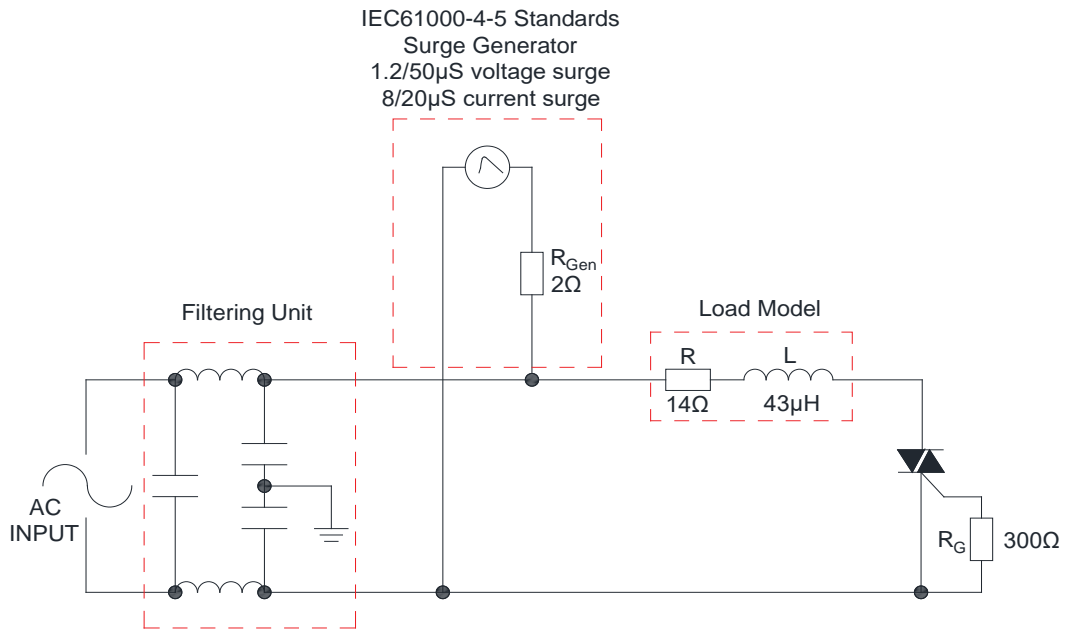 IEC61000-4-5 Standards
Surge Generator
1.2/50µS voltage surge
8/20µS current surge
R_Gen
2Ω
Filtering Unit
Load Model
R
L
14Ω
43µH
AC
INPUT
R_G
300Ω